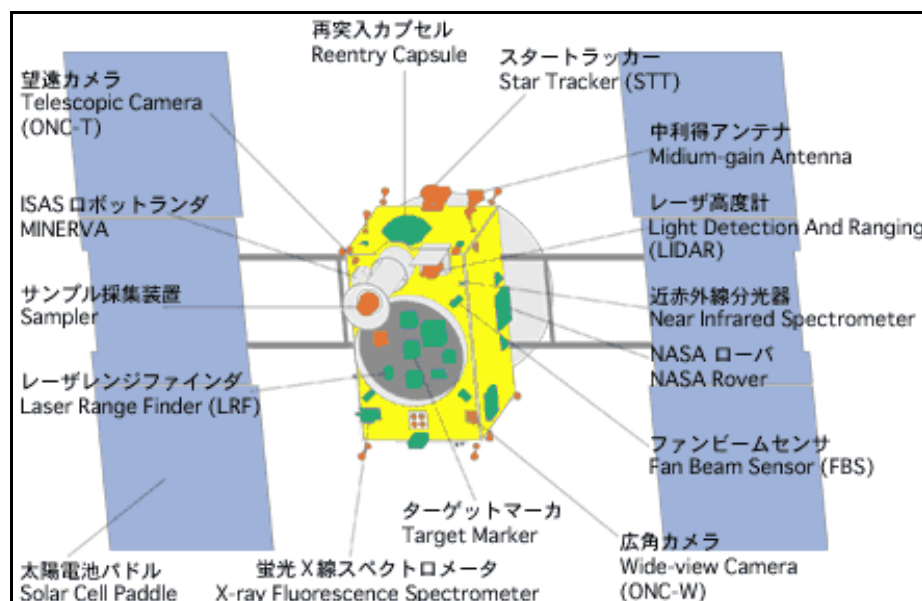 再突入カプセル
Reentry Capsule
スタートラッカー
Star Tracker (STT)
望遠カメラ
Telescopic Camera
(ONC-T)
中利得アンテナ
Midium-gain Antenna
ISAS ロボットランダ
MINERVA
レーザ高度計
Light Detection And Ranging
(LIDAR)
サンプル採集装置
Sampler
近赤外線分光器
Near Infrared Spectrometer
レーザレンジファインダ
Laser Range Finder (LRF)
NASA ローバ
NASA Rover
ファンビームセンサ
Fan Beam Sensor (FBS)
ターゲットマーカ
Target Marker
太陽電池パドル
Solar Cell Paddle
蛍光X線スペクトロメータ
X-ray Fluorescence Spectrometer
広角カメラ
Wide-view Camera
(ONC-W)